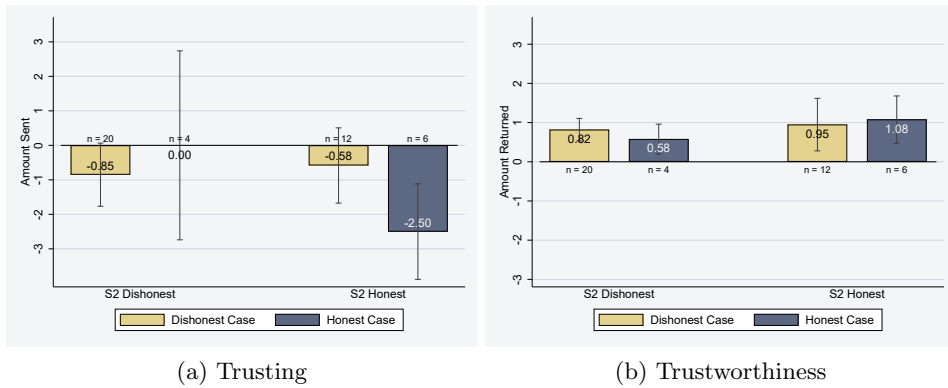 Amount Sent
3
2
1
0
-1
-2
-3
n = 20
n = 4
n = 12
n = 6
-0.85
0.00
-0.58
-2.50
S2 Dishonest
S2 Honest
Dishonest Case
Honest Case
(a) Trusting
Amount Returned
3
2
1
0
-1
-2
-3
0.82
0.58
0.95
1.08
n = 20
n = 4
n = 12
n = 6
S2 Dishonest
S2 Honest
Dishonest Case
Honest Case
(b) Trustworthiness